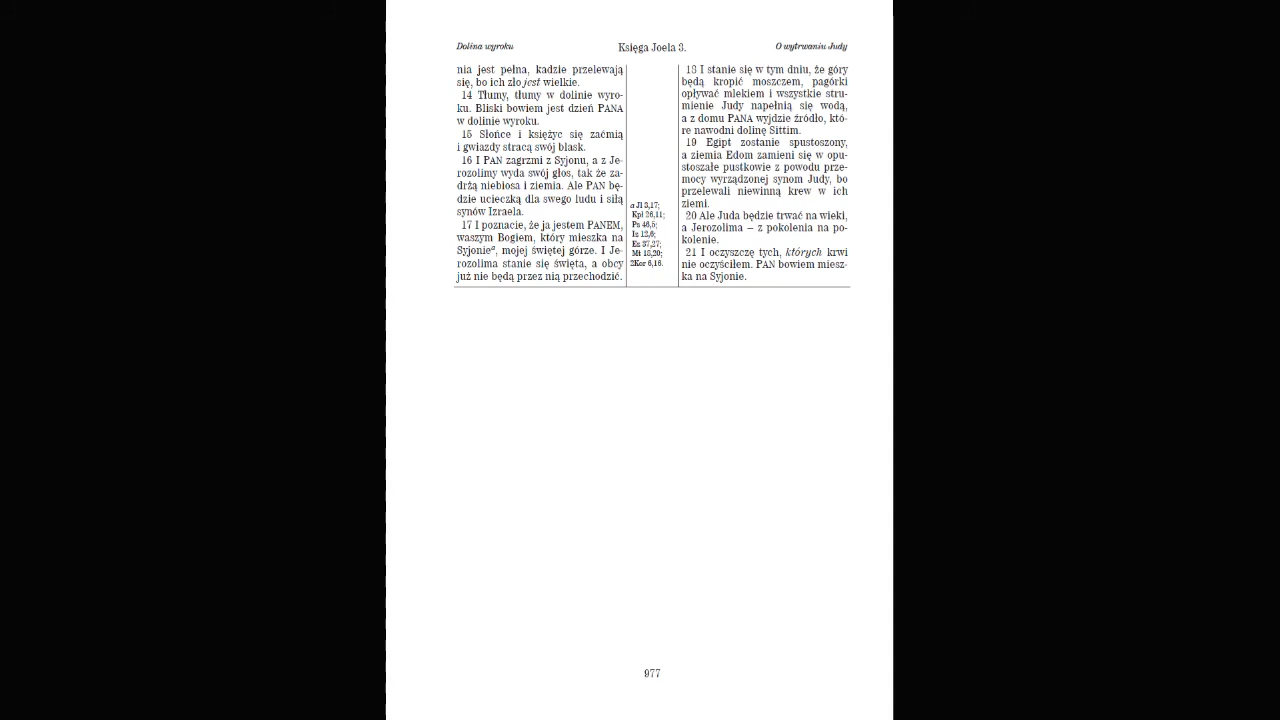 Dolina wyroku
Księga Joela 3.
O wytrwaniu Judy
nia jest pełna, kadzie przelewają
się, bo ich zło jest wielkie.
14 Tłumy, tłumy w dolinie wyro-
ku. Bliski bowiem jest dzień PANA
w dolinie wyroku.
15 Słońce i księżyc się zaćmią
i gwiazdy stracą swój blask.
16 I PAN zagrzmi z Syjonu, a z Je-
rozolimy wyda swój głos, tak że za-
drżą niebiosa i ziemia. Ale PAN bę-
dzie ucieczką dla swego ludu i siłą
synów Izraela.
17 I poznacie, że ja jestem PANEM,
waszym Bogiem, który mieszka na
Syjonieª, mojej świętej górze. I Je-
rozolima stanie się święta, a obcy
już nie będą przez nią przechodzić.
a Jl 3,17;
Kpł 26,11;
Ps 46,5;
Iz 12,6;
Ez 37,27;
Mt 18,20;
2Kor 6,16.
18 I stanie się w tym dniu, że góry
będą kropić moszczem, pagórki
opływać mlekiem i wszystkie stru-
mienie Judy napełnią się wodą,
a z domu PANA wyjdzie źródło, któ-
re nawodni dolinę Sittim.
19 Egipt zostanie spustoszony,
a ziemia Edom zamieni się w opu-
stoszałe pustkowie z powodu prze-
mocy wyrządzonej synom Judy, bo
przelewali niewinną krew w ich
ziemi.
20 Ale Juda będzie trwać na wieki,
a Jerozolima – z pokolenia na po-
kolenie.
21 I oczyszczę tych, których krwi
nie oczyściłem. PAN bowiem miesz-
ka na Syjonie.
977